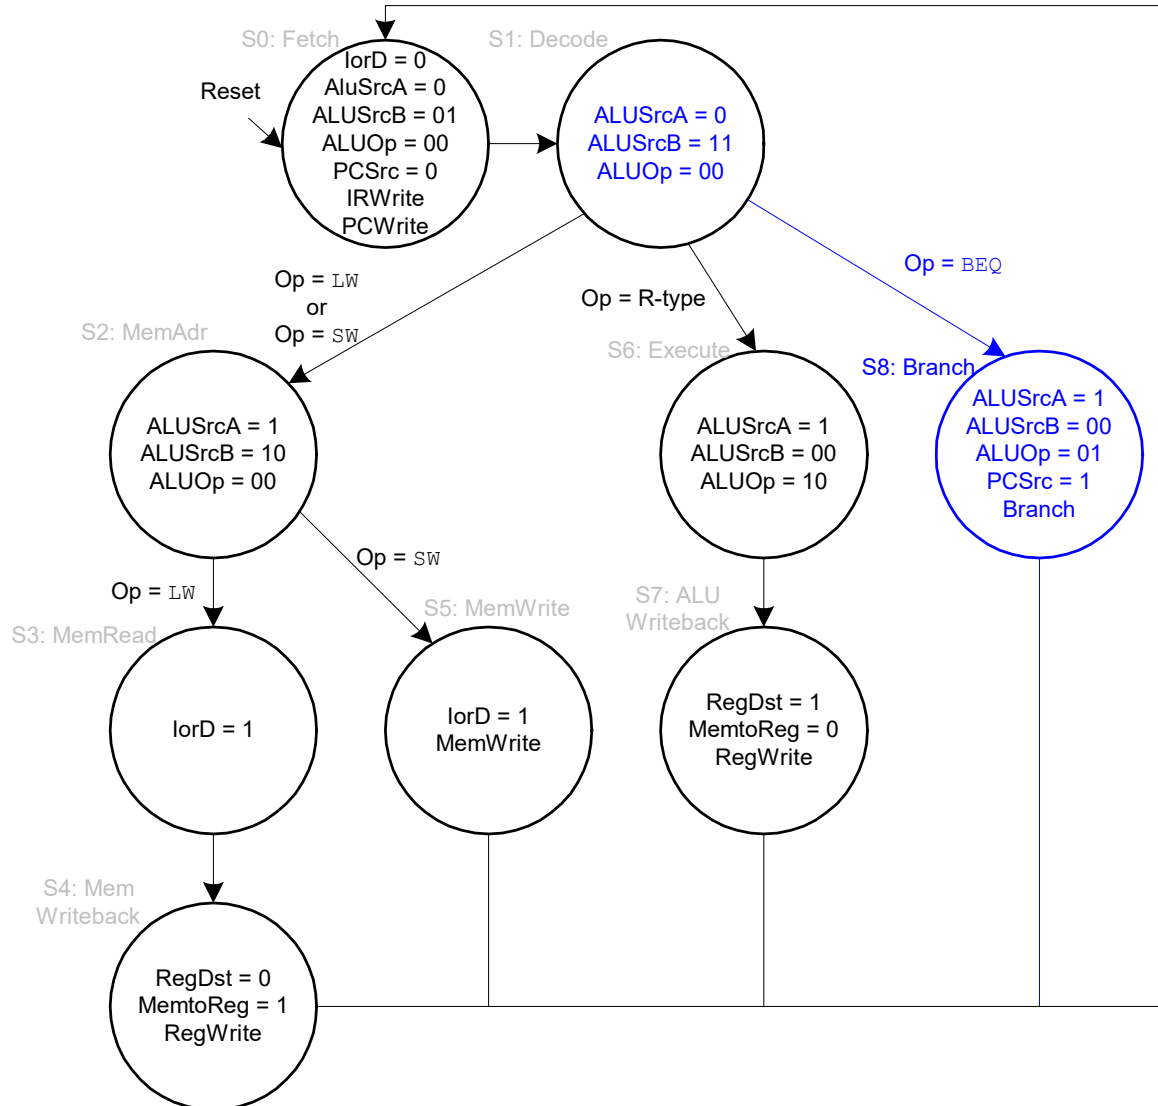 S0: Fetch
S1: Decode
Reset
IorD = 0
AluSrcA = 0
ALUSrcB = 01
ALUOp = 00
PCSrc = 0
IRWrite
PCWrite
ALUSrcA = 0
ALUSrcB = 11
ALUOp = 00
Op = LW
or
Op = SW
Op = R-type
Op = BEQ
S2: MemAdr
S6: Execute
S8: Branch
ALUSrcA = 1
ALUSrcB = 10
ALUOp = 00
ALUSrcA = 1
ALUSrcB = 00
ALUOp = 10
ALUSrcA = 1
ALUSrcB = 00
ALUOp = 01
PCSrc = 1
Branch
Op = LW
Op = SW
S3: MemRead
S5: MemWrite
S7: ALU
Writeback
IorD = 1
IorD = 1
MemWrite
RegDst = 1
MemtoReg = 0
RegWrite
S4: Mem
Writeback
RegDst = 0
MemtoReg = 1
RegWrite